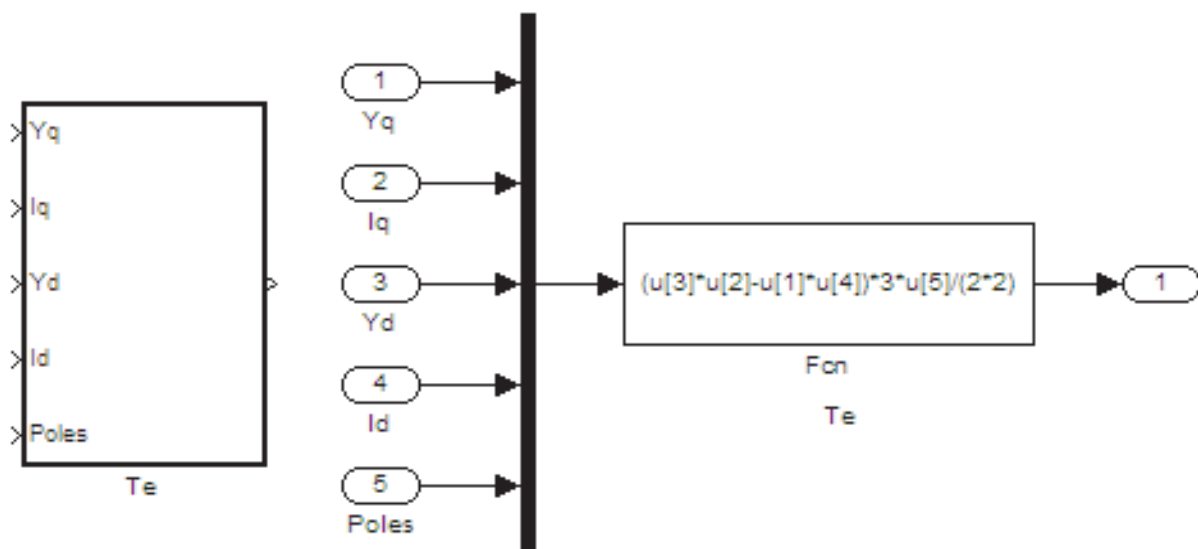 Yq
Iq
Yd
Id
Poles
Te
1
Yq
2
Iq
3
Yd
4
Id
5
Poles
(u[3]*u[2]-u[1]*u[4])*3*u[5]/(2*2)
Fcn
Te
1